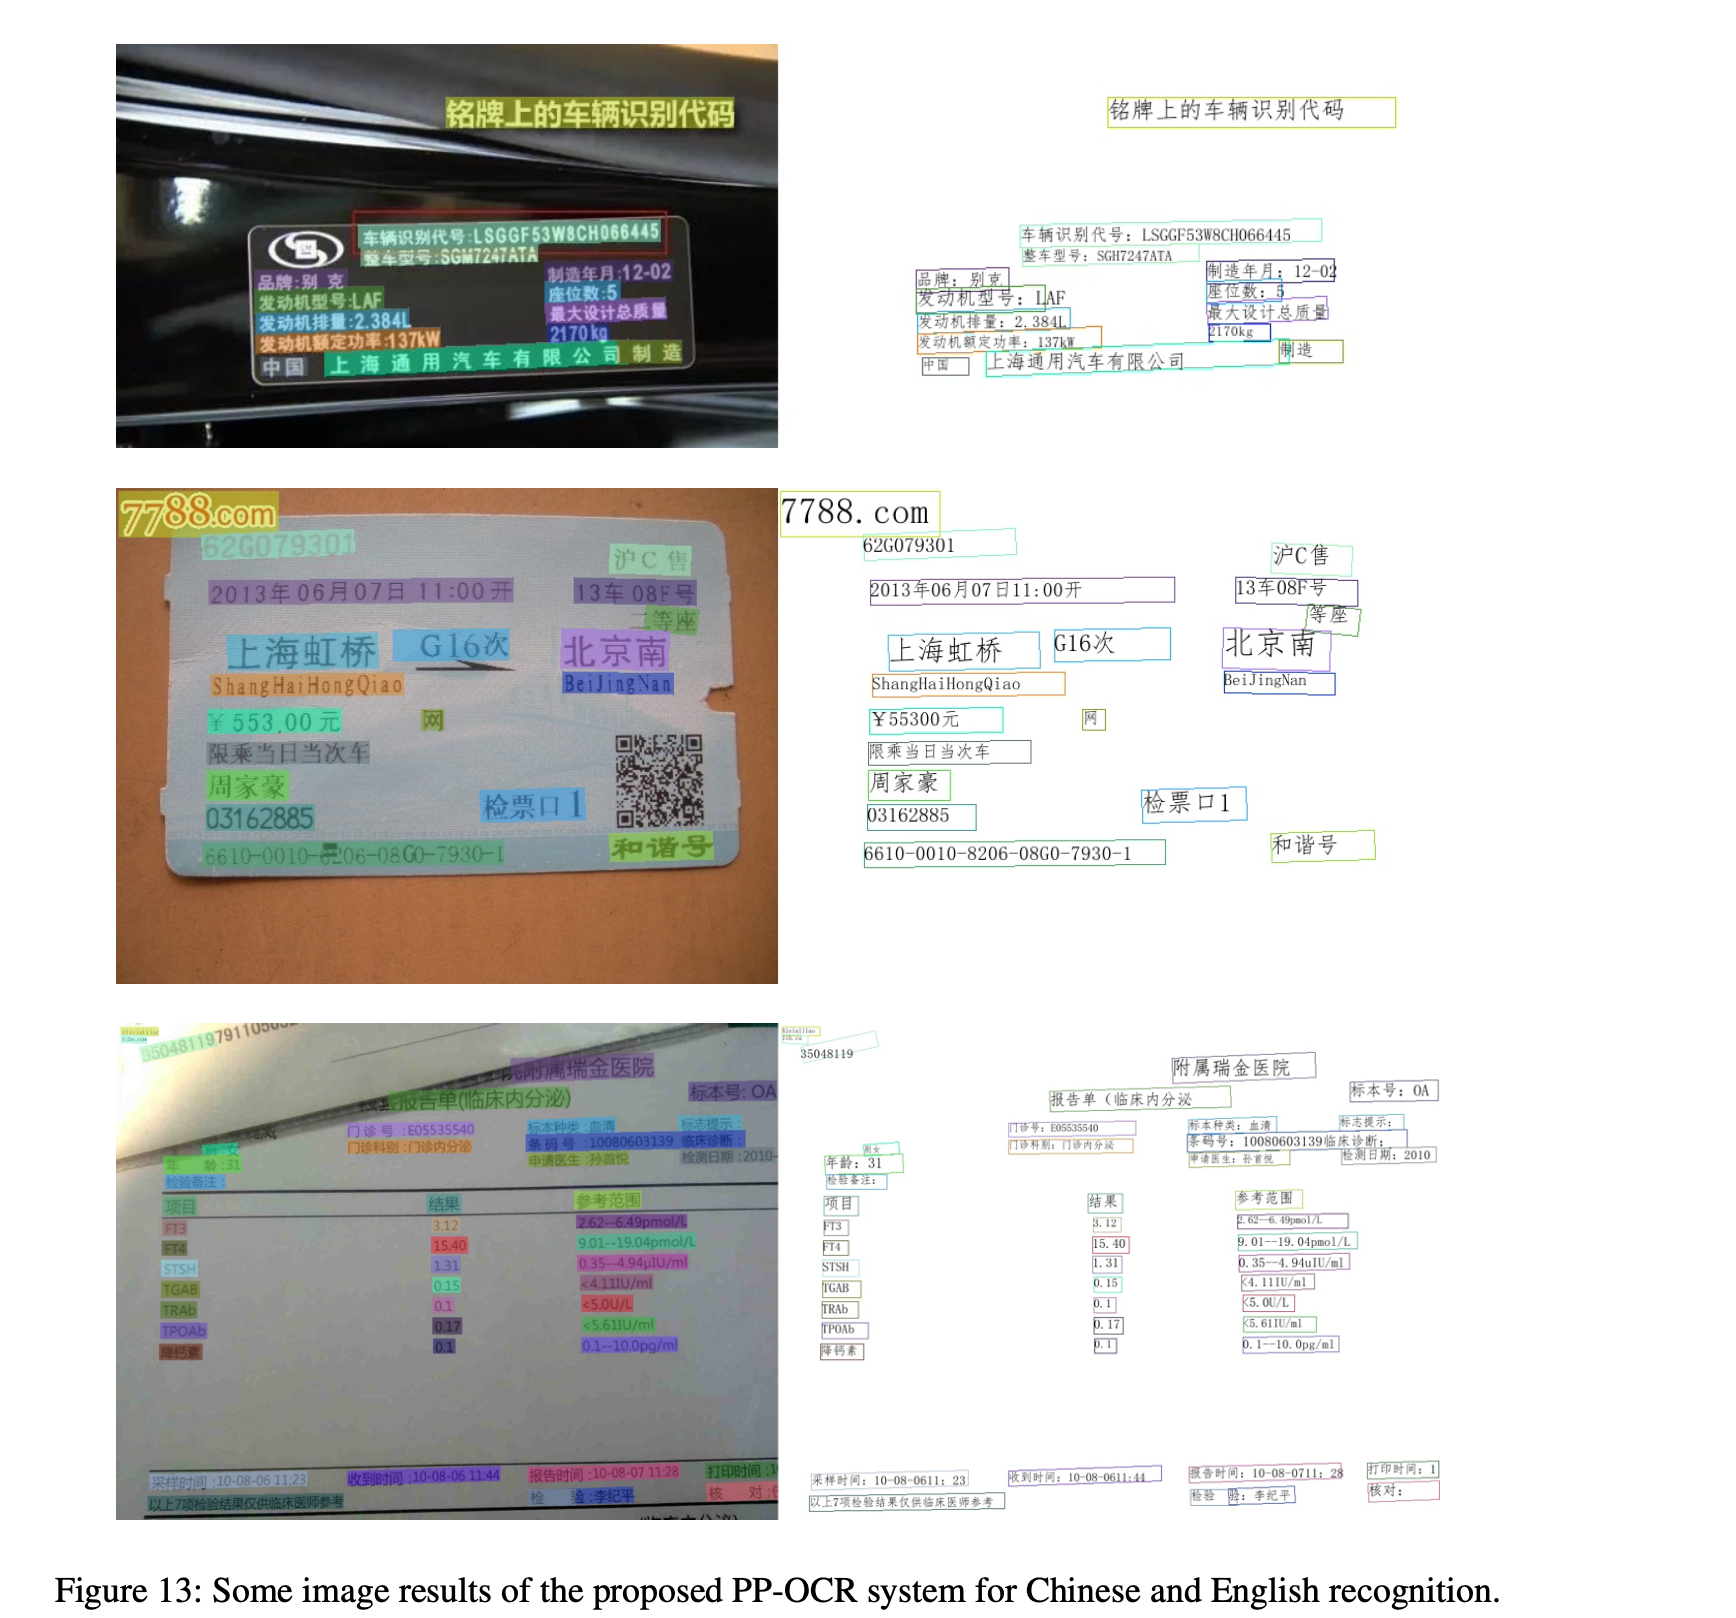 铭牌上的车辆识别代码
车辆识别代号:LSGGF53W8CH066445
整车型号:SGM7247ATA
品牌:别 克
制造年月:12-02
发动机型号:LAF
座位数:5
发动机排量:2.384L
最大设计总质量
发动机额定功率:137kW
2170kg
中国 上海通用汽车有限公司 制造
铭牌上的车辆识别代码
车辆识别代号: LSGGF53W8CH066445
整车型号: SGH7247ATA
品牌: 别克
制造年月: 12-02
发动机型号: LAF
座位数: 5
发动机排量: 2.384L
最大设计总质量
发动机额定功率: 137kW
2170kg
中国 上海通用汽车有限公司 制造
7788.com
62G079301
沪C售
2013年06月07日 11:00开
13车 08F号
二等座
上海虹桥 G16次 北京南
ShangHaiHongQiao
BeiJingNan
¥553.00元
网
限乘当日当次车
周家豪
检票口1
03162885
和谐号
6610-0010-8206-08G0-7930-1
7788.com
62G079301
沪C售
2013年06月07日11:00开
13车08F号
等座
上海虹桥 G16次 北京南
ShangHaiHongQiao
BeiJingNan
¥55300元
网
限乘当日当次车
周家豪
检票口1
03162885
和谐号
6610-0010-8206-08G0-7930-1
院附属瑞金医院
报告单(临床内分泌)
标本号: OA
门 诊 号 :E05535540
标本种类 :血清
标志提示 :
门诊科别 :门诊内分泌
条 码 号 :10080603139
临床诊断 :
申请医生 :孙首悦
检测日期 :2010-
女
年 龄 :31
检验备注 :
项目 结果 参考范围
FT3 3.12 2.62--6.49pmol/L
FT4 15.40 9.01--19.04pmol/L
STSH 1.31 0.35--4.94μIU/ml
TGAB 0.15 <4.11IU/ml
TRAb 0.1 <5.0U/L
TPOAb 0.17 <5.61IU/ml
降钙素 0.1 0.1--10.0pg/ml
采样时间 :10-08-06 11:23
收到时间 :10-08-06 11:44
报告时间 :10-08-07 11:28
打印时间 :1
以上7项检验结果仅供临床医师参考
检 验 :李纪平
核 对 :
35048119
附属瑞金医院
报告单（临床内分泌
标本号: OA
门诊号: E05535540
标本种类: 血清
标志提示:
门诊科别: 门诊内分泌
条码号: 10080603139临床诊断:
申请医生: 孙首悦
检测日期: 2010
年龄: 31
检验备注:
项目 结果 参考范围
FT3 3.12 2.62--6.49pmol/L
FT4 15.40 9.01--19.04pmol/L
STSH 1.31 0.35--4.94uIU/ml
TGAB 0.15 <4.11IU/ml
TRAb 0.1 <5.0U/L
TPOAb 0.17 <5.61IU/ml
降钙素 0.1 0.1--10.0pg/ml
采样时间: 10-08-0611: 23
收到时间: 10-08-0611:44
报告时间: 10-08-0711: 28
打印时间: 1
以上7项检验结果仅供临床医师参考
检验 验: 李纪平
核对:
Figure 13: Some image results of the proposed PP-OCR system for Chinese and English recognition.